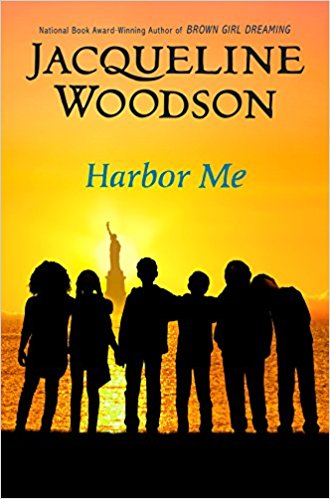 National Book Award-Winning Author of BROWN GIRL DREAMING
JACQUELINE
WOODSON
Harbor Me